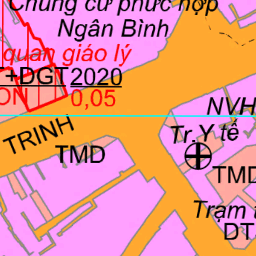 Chung cư phức hợp
Ngân Bình
quan giáo lý
+DGT 2020
0,05
NVH
TRINH
Tr.Y tế
TMD
TMD
Trạm
DT